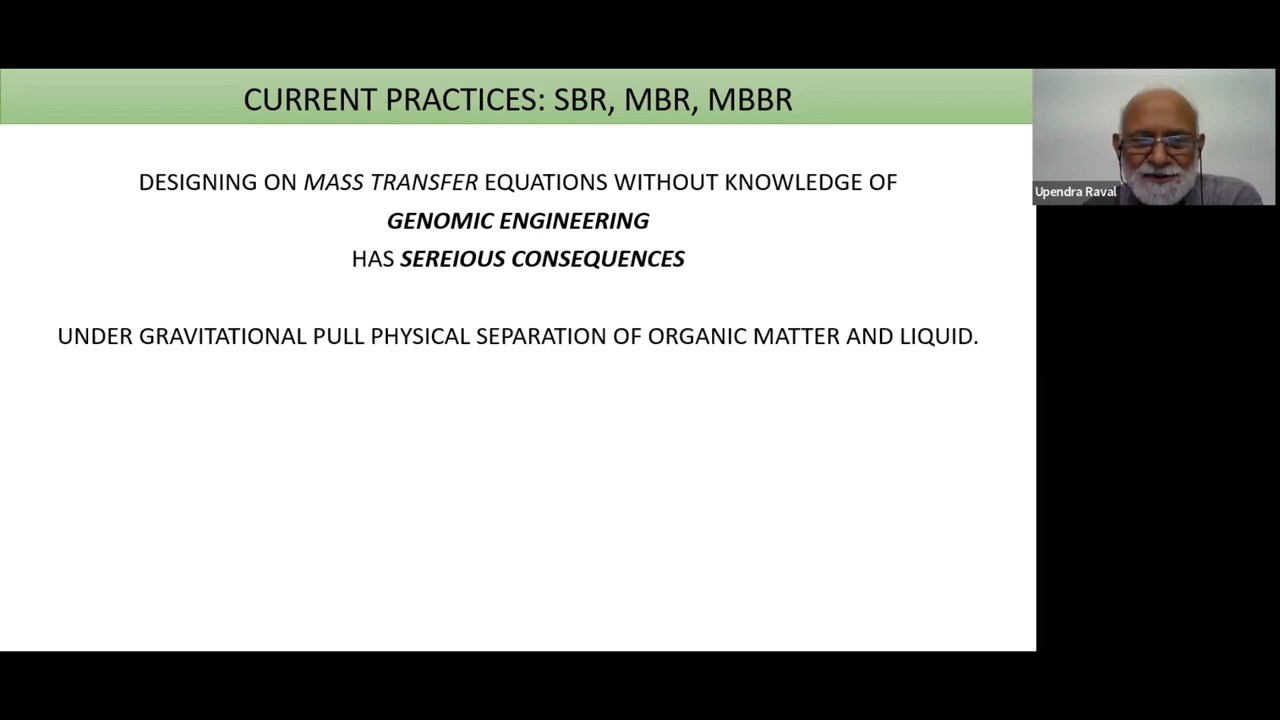 CURRENT PRACTICES: SBR, MBR, MBBR
DESIGNING ON MASS TRANSFER EQUATIONS WITHOUT KNOWLEDGE OF
GENOMIC ENGINEERING
HAS SEREIOUS CONSEQUENCES
UNDER GRAVITATIONAL PULL PHYSICAL SEPARATION OF ORGANIC MATTER AND LIQUID.
Upendra Raval